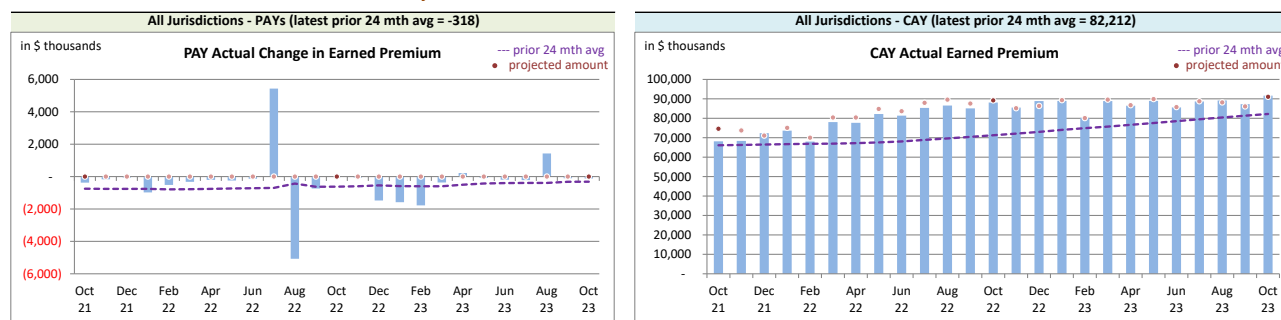 All Jurisdictions - PAYs (latest prior 24 mth avg = -318)
in $ thousands
PAY Actual Change in Earned Premium
--- prior 24 mth avg
• projected amount
6,000
4,000
2,000
-
(2,000)
(4,000)
(6,000)
Oct Dec Feb Apr Jun Aug Oct Dec Feb Apr Jun Aug Oct
21 21 22 22 22 22 22 22 23 23 23 23 23
All Jurisdictions - CAY (latest prior 24 mth avg = 82,212)
in $ thousands
CAY Actual Earned Premium
--- prior 24 mth avg
• projected amount
100,000
90,000
80,000
70,000
60,000
50,000
40,000
30,000
20,000
10,000
-
Oct Dec Feb Apr Jun Aug Oct Dec Feb Apr Jun Aug Oct
21 21 22 22 22 22 22 22 23 23 23 23 23